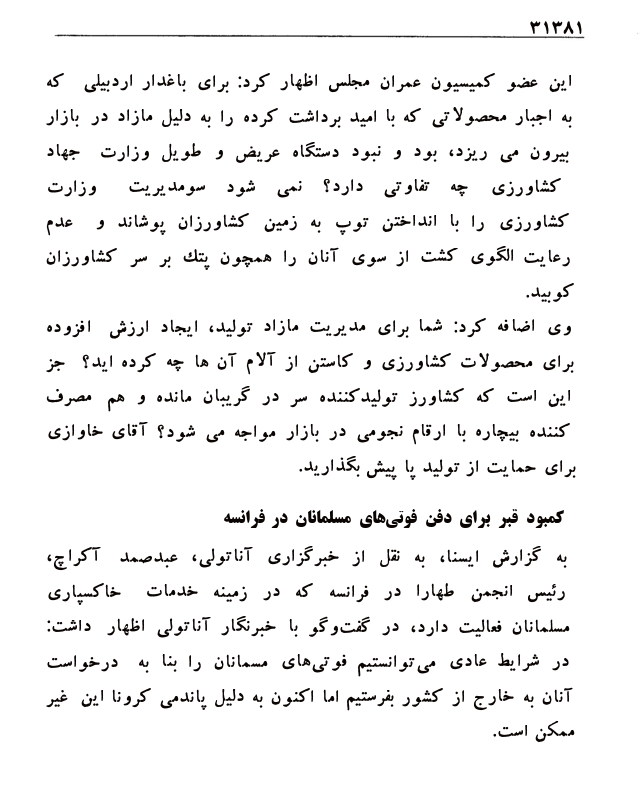 ۳۱۳۸۱
این عضو کمیسیون عمران مجلس اظهار کرد: برای باغدار اردبیلی که
به اجبار محصولاتی که با امید برداشت کرده را به دلیل مازاد در بازار
بیرون می ریزد، بود و نبود دستگاه عریض و طویل وزارت جهاد
کشاورزی چه تفاوتی دارد؟ نمی شود سومدیریت وزارت
کشاورزی را با انداختن توپ به زمین کشاورزان پوشاند و عدم
رعایت الگوی کشت از سوی آنان را همچون پتك بر سر کشاورزان
کوبید.
وی اضافه کرد: شما برای مدیریت مازاد تولید، ایجاد ارزش افزوده
برای محصولات کشاورزی و کاستن از آلام آن ها چه کرده اید؟ جز
این است که کشاورز تولیدکننده سر در گریبان مانده و هم مصرف
کننده بیچاره با ارقام نجومی در بازار مواجه می شود؟ آقای خاوازی
برای حمایت از تولید پا پیش بگذارید.
کمبود قبر برای دفن فوتی‌های مسلمانان در فرانسه
به گزارش ایسنا، به نقل از خبرگزاری آناتولی، عبدصمد آکراچ،
رئیس انجمن طهارا در فرانسه که در زمینه خدمات خاکسپاری
مسلمانان فعالیت دارد، در گفت‌وگو با خبرنگار آناتولی اظهار داشت:
در شرایط عادی می‌توانستیم فوتی‌های مسمانان را بنا به درخواست
آنان به خارج از کشور بفرستیم اما اکنون به دلیل پاندمی کرونا این غیر
ممکن است.